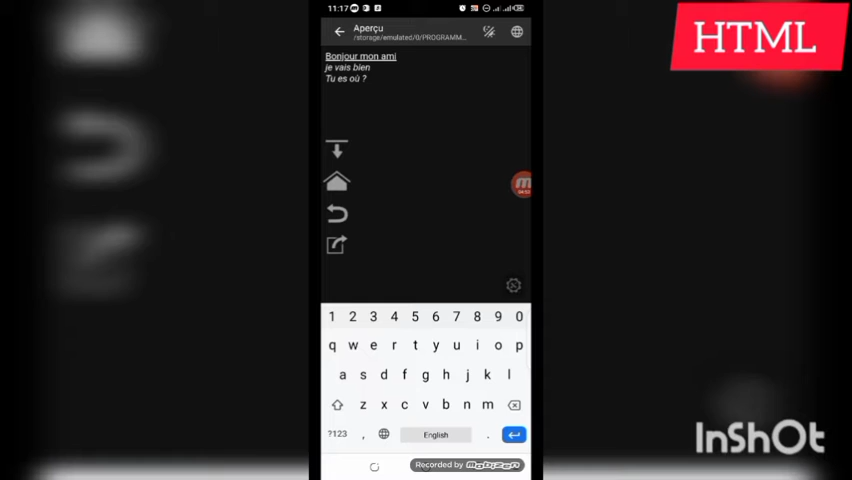 11:17
Aperçu
/storage/emulated/0/PROGRAMM...
HTML
Bonjour mon ami
je vais bien
Tu es où ?
1 2 3 4 5 6 7 8 9 0
q w e r t y u i o p
a s d f g h j k l
z x c v b n m
?123 , English .
Recorded by mobizen
InShOt